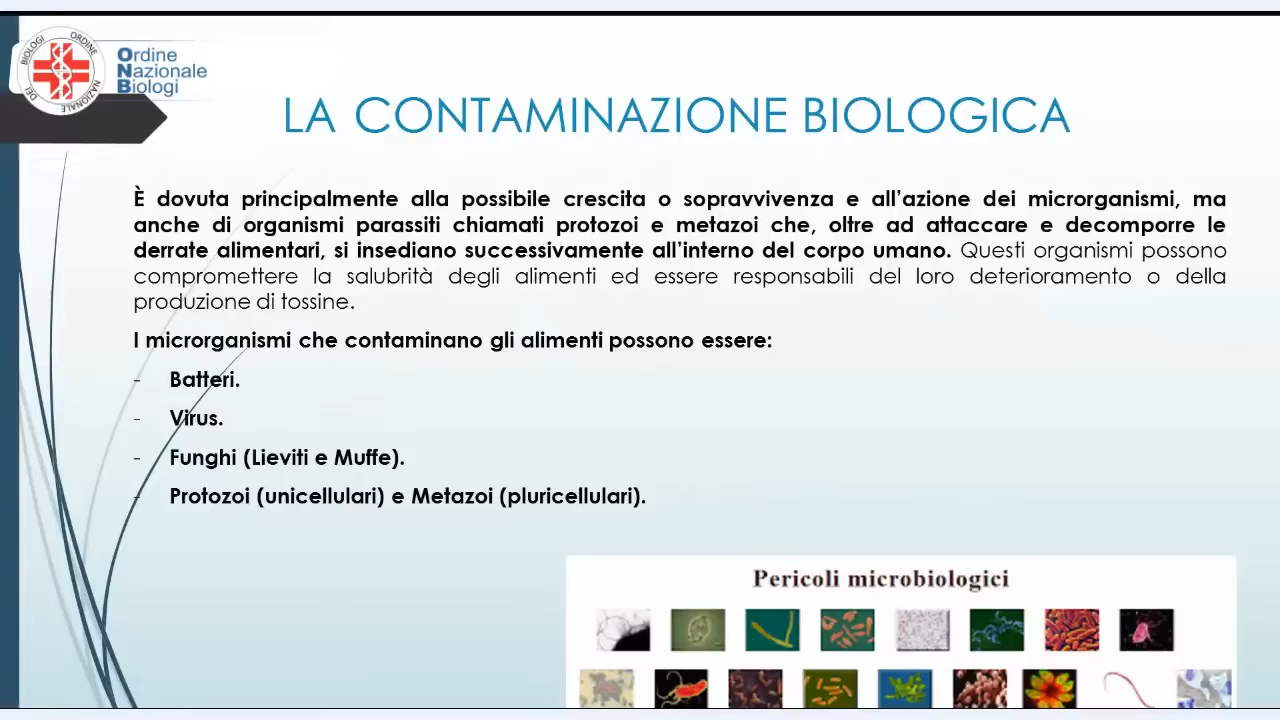 BIOLOGI ORDINE
DEI NAZIONALE
Ordine
Nazionale
Biologi
LA CONTAMINAZIONE BIOLOGICA
È dovuta principalmente alla possibile crescita o sopravvivenza e all’azione dei microrganismi, ma
anche di organismi parassiti chiamati protozoi e metazoi che, oltre ad attaccare e decomporre le
derrate alimentari, si insediano successivamente all’interno del corpo umano. Questi organismi possono
compromettere la salubrità degli alimenti ed essere responsabili del loro deterioramento o della
produzione di tossine.
I microrganismi che contaminano gli alimenti possono essere:
- Batteri.
- Virus.
- Funghi (Lieviti e Muffe).
- Protozoi (unicellulari) e Metazoi (pluricellulari).
Pericoli microbiologici